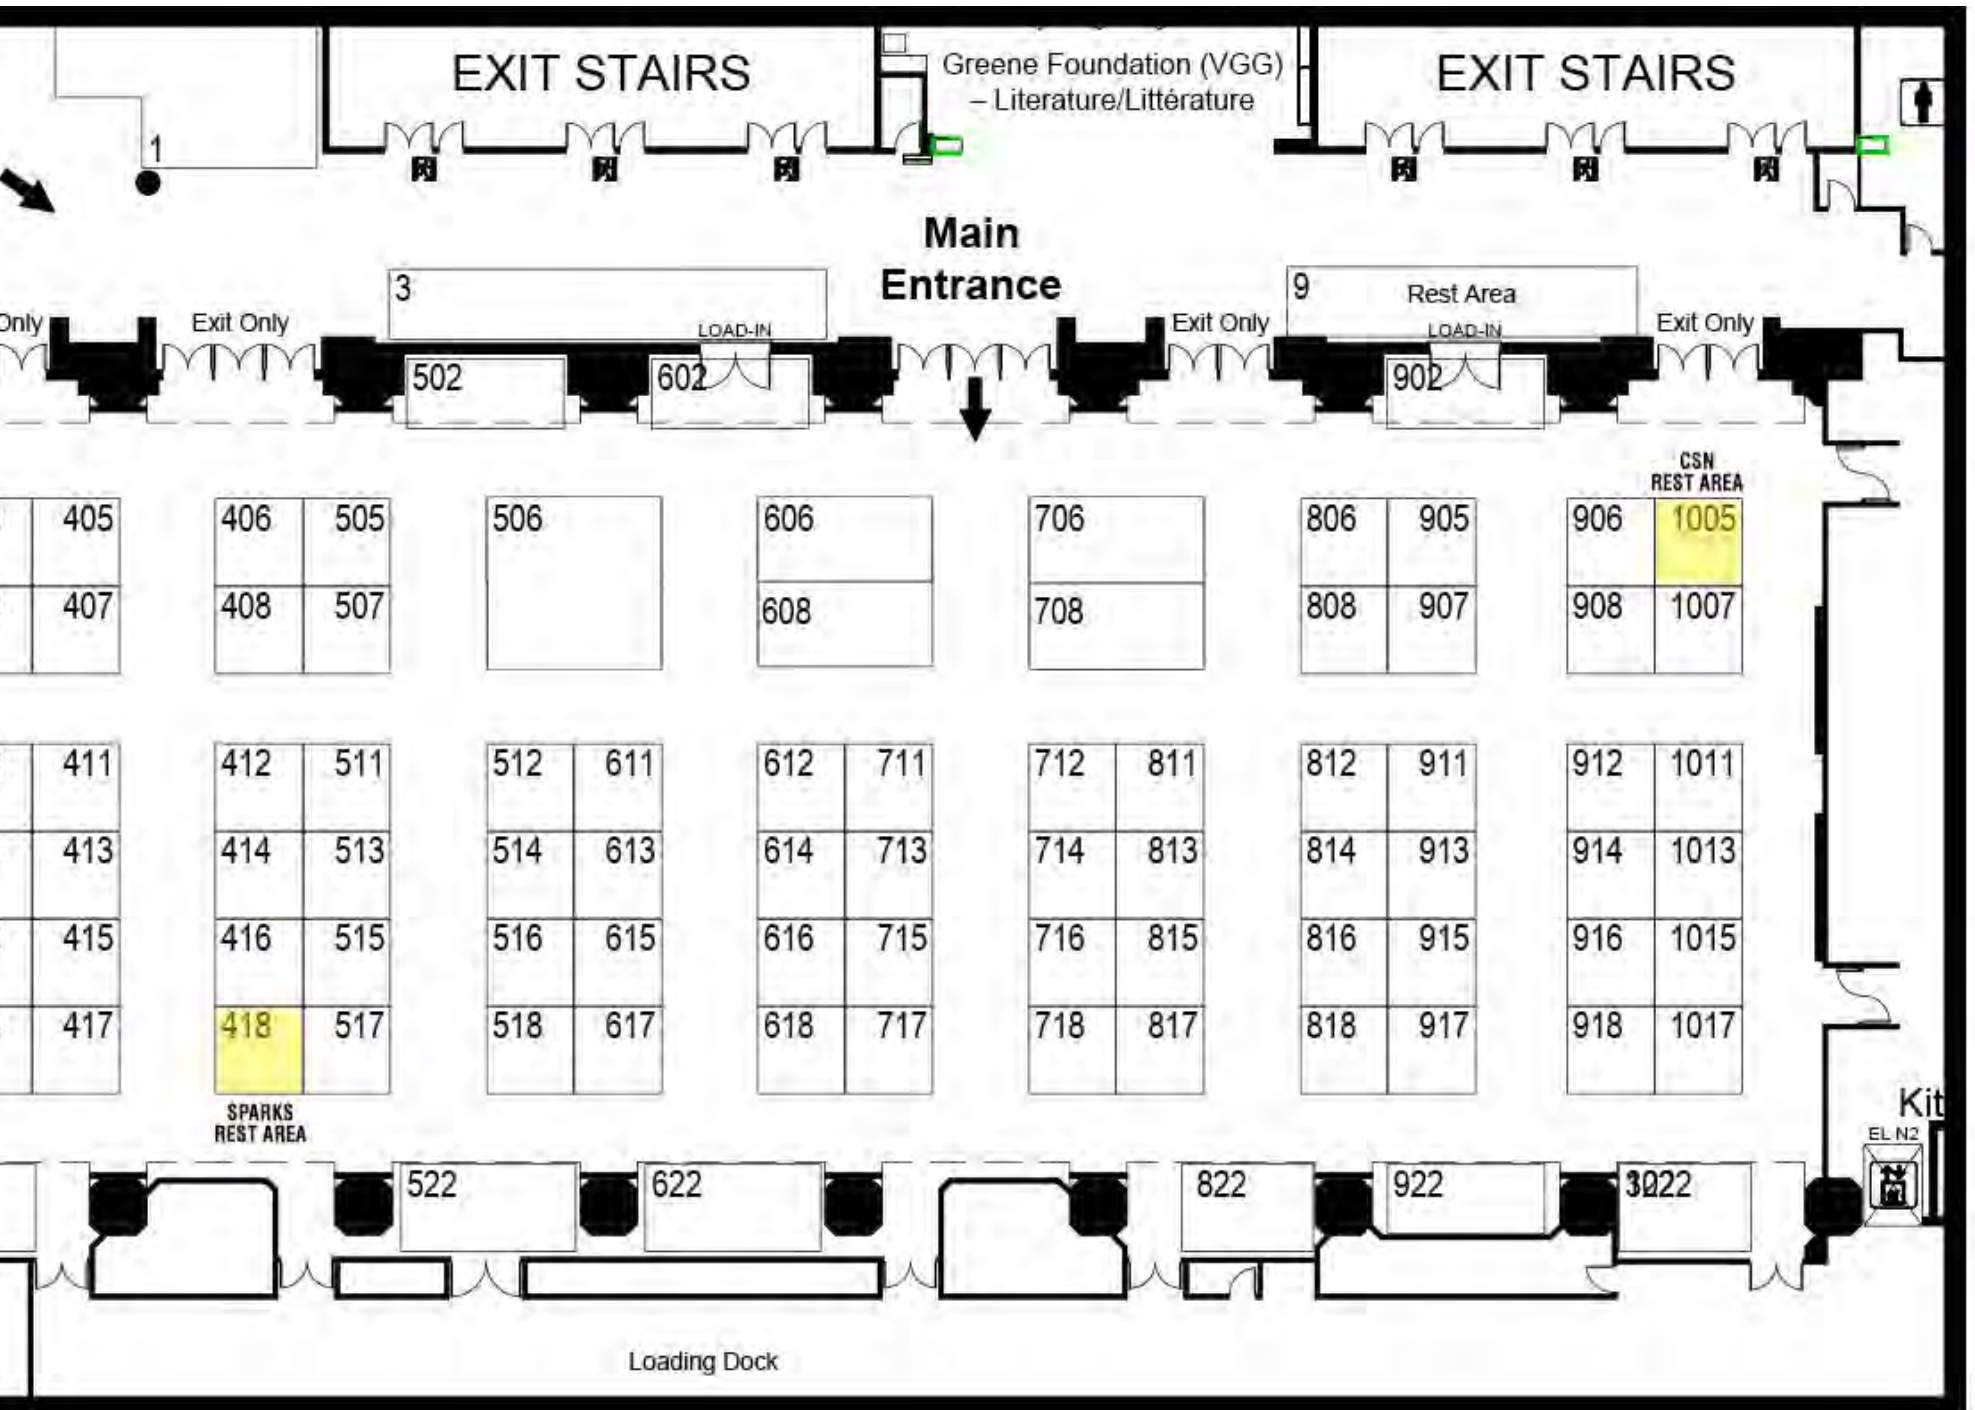 EXIT STAIRS
Greene Foundation (VGG)
– Literature/Littérature
EXIT STAIRS
1
Main
Entrance
3
9
Rest Area
Only
Exit Only
LOAD-IN
Exit Only
LOAD-IN
Exit Only
502
602
902
CSN
REST AREA
405 406 505 506 606 706 806 905 906 1005
407 408 507 608 708 808 907 908 1007
411 412 511 512 611 612 711 712 811 812 911 912 1011
413 414 513 514 613 614 713 714 813 814 913 914 1013
415 416 515 516 615 616 715 716 815 816 915 916 1015
417 418 517 518 617 618 717 718 817 818 917 918 1017
SPARKS
REST AREA
Kit
EL N2
522 622 822 922
Loading Dock